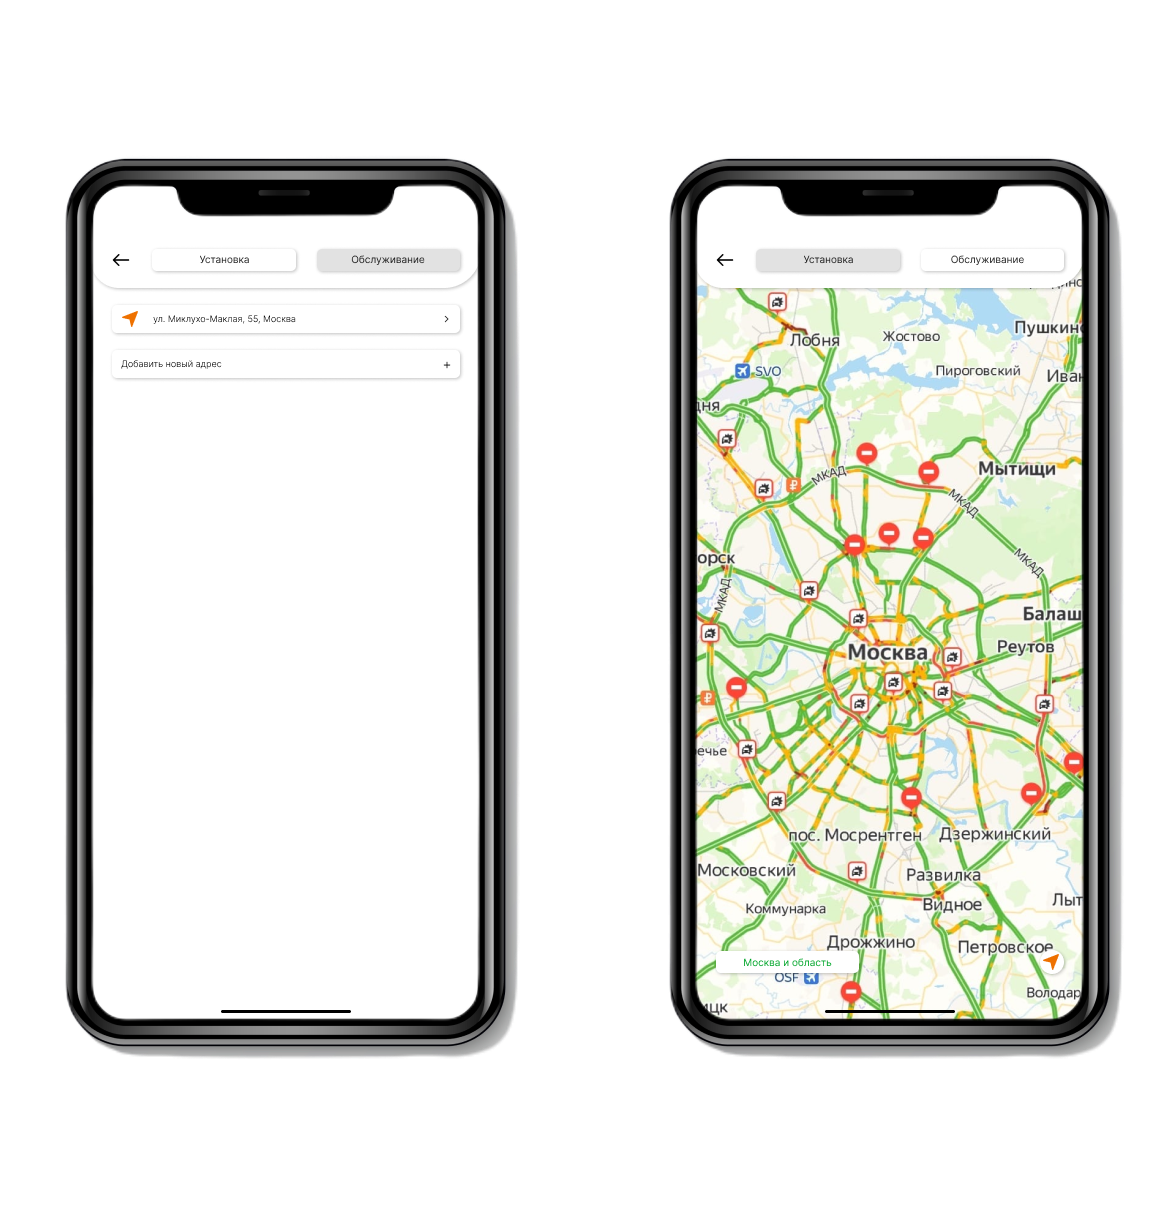 Установка
Обслуживание
ул. Миклухо-Маклая, 55, Москва
Добавить новый адрес
Установка
Обслуживание
Лобня
Жостово
Пушкино
SVO
Пироговский
Иван
дня
МКАД
Мытищи
МКАД
орск
МКАД
МКАД
Балаш
Москва
Реутов
ечье
пос. Мосрентген
Дзержинский
Московский
Развилка
Коммунарка
Видное
Лыт
Дрожжино
Петровское
Москва и область
OSF
Володар
ицк